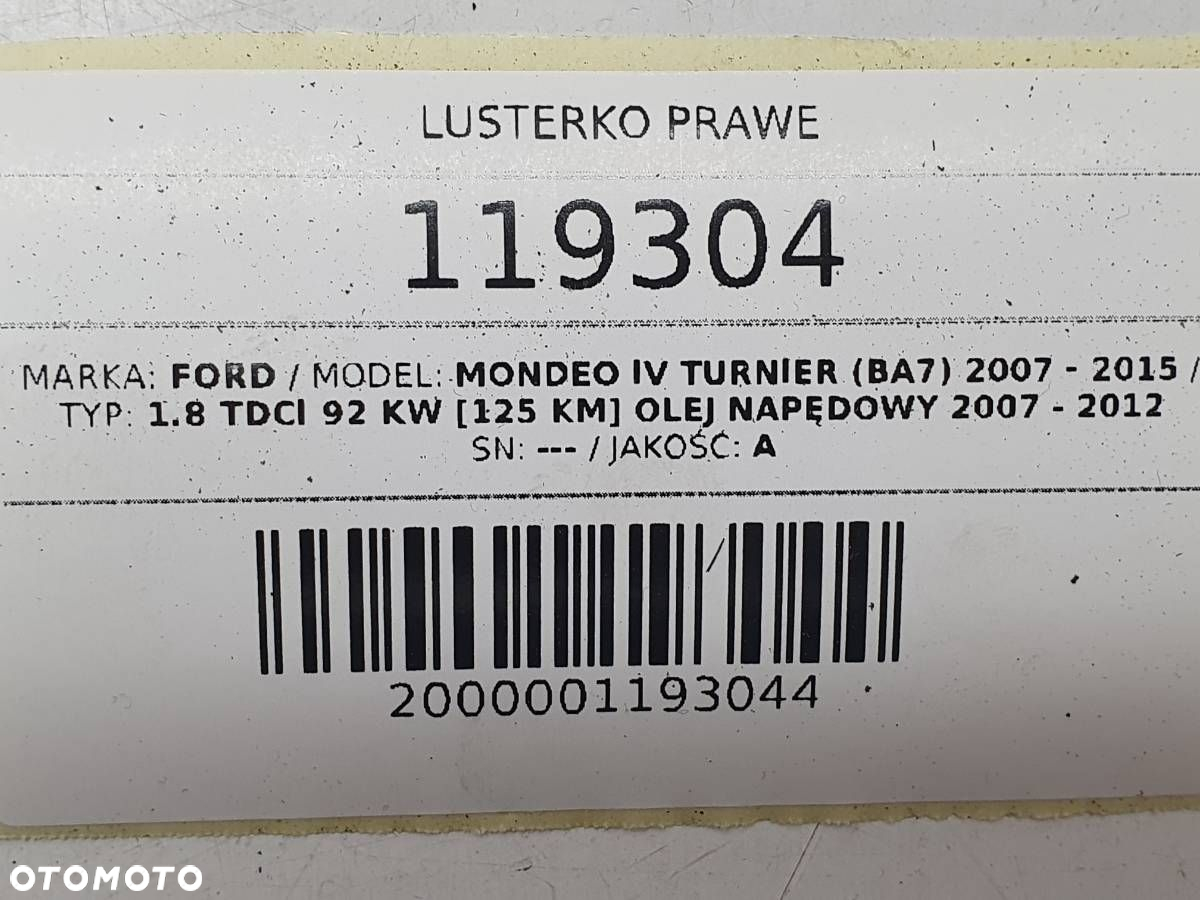 LUSTERKO PRAWE
119304
MARKA: FORD / MODEL: MONDEO IV TURNIER (BA7) 2007 - 2015 /
TYP: 1.8 TDCI 92 KW [125 KM] OLEJ NAPĘDOWY 2007 - 2012
SN: --- / JAKOŚĆ: A
2000001193044
OTOMOTO